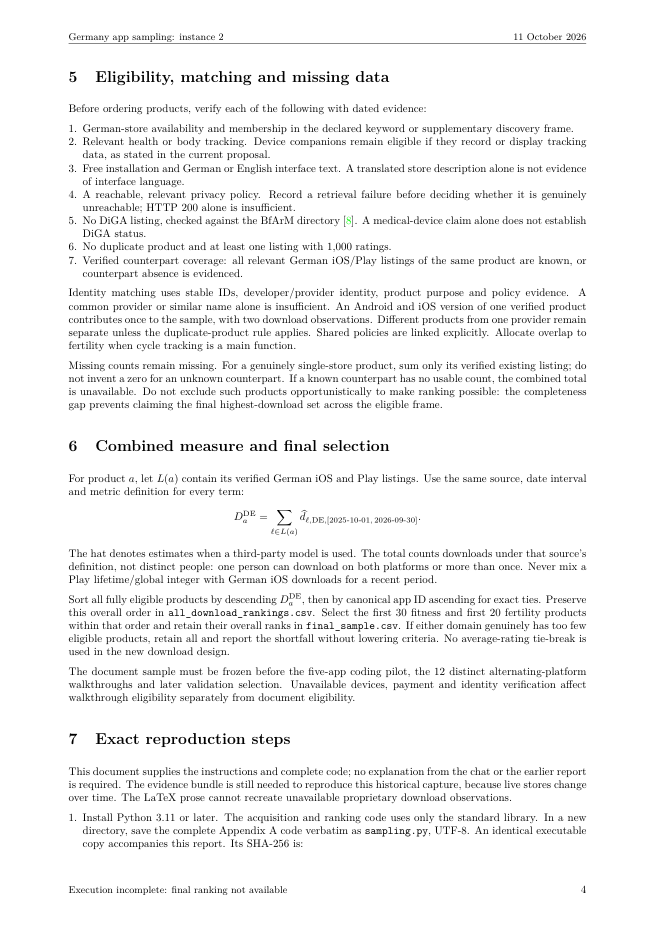 Germany app sampling: instance 2 11 October 2026
5 Eligibility, matching and missing data
Before ordering products, verify each of the following with dated evidence:
1. German-store availability and membership in the declared keyword or supplementary discovery frame.
2. Relevant health or body tracking. Device companions remain eligible if they record or display tracking
data, as stated in the current proposal.
3. Free installation and German or English interface text. A translated store description alone is not evidence
of interface language.
4. A reachable, relevant privacy policy. Record a retrieval failure before deciding whether it is genuinely
unreachable; HTTP 200 alone is insufficient.
5. No DiGA listing, checked against the BfArM directory [8]. A medical-device claim alone does not establish
DiGA status.
6. No duplicate product and at least one listing with 1,000 ratings.
7. Verified counterpart coverage: all relevant German iOS/Play listings of the same product are known, or
counterpart absence is evidenced.
Identity matching uses stable IDs, developer/provider identity, product purpose and policy evidence. A
common provider or similar name alone is insufficient. An Android and iOS version of one verified product
contributes once to the sample, with two download observations. Different products from one provider remain
separate unless the duplicate-product rule applies. Shared policies are linked explicitly. Allocate overlap to
fertility when cycle tracking is a main function.
Missing counts remain missing. For a genuinely single-store product, sum only its verified existing listing; do
not invent a zero for an unknown counterpart. If a known counterpart has no usable count, the combined total
is unavailable. Do not exclude such products opportunistically to make ranking possible: the completeness
gap prevents claiming the final highest-download set across the eligible frame.
6 Combined measure and final selection
For product a, let L(a) contain its verified German iOS and Play listings. Use the same source, date interval
and metric definition for every term:
D_a^DE = ∑_{ℓ∈L(a)} d̂_{ℓ,DE,[2025-10-01, 2026-09-30]}.
The hat denotes estimates when a third-party model is used. The total counts downloads under that source's
definition, not distinct people: one person can download on both platforms or more than once. Never mix a
Play lifetime/global integer with German iOS downloads for a recent period.
Sort all fully eligible products by descending D_a^DE, then by canonical app ID ascending for exact ties. Preserve
this overall order in all_download_rankings.csv. Select the first 30 fitness and first 20 fertility products
within that order and retain their overall ranks in final_sample.csv. If either domain genuinely has too few
eligible products, retain all and report the shortfall without lowering criteria. No average-rating tie-break is
used in the new download design.
The document sample must be frozen before the five-app coding pilot, the 12 distinct alternating-platform
walkthroughs and later validation selection. Unavailable devices, payment and identity verification affect
walkthrough eligibility separately from document eligibility.
7 Exact reproduction steps
This document supplies the instructions and complete code; no explanation from the chat or the earlier report
is required. The evidence bundle is still needed to reproduce this historical capture, because live stores change
over time. The LaTeX prose cannot recreate unavailable proprietary download observations.
1. Install Python 3.11 or later. The acquisition and ranking code uses only the standard library. In a new
directory, save the complete Appendix A code verbatim as sampling.py, UTF-8. An identical executable
copy accompanies this report. Its SHA-256 is:
Execution incomplete: final ranking not available 4